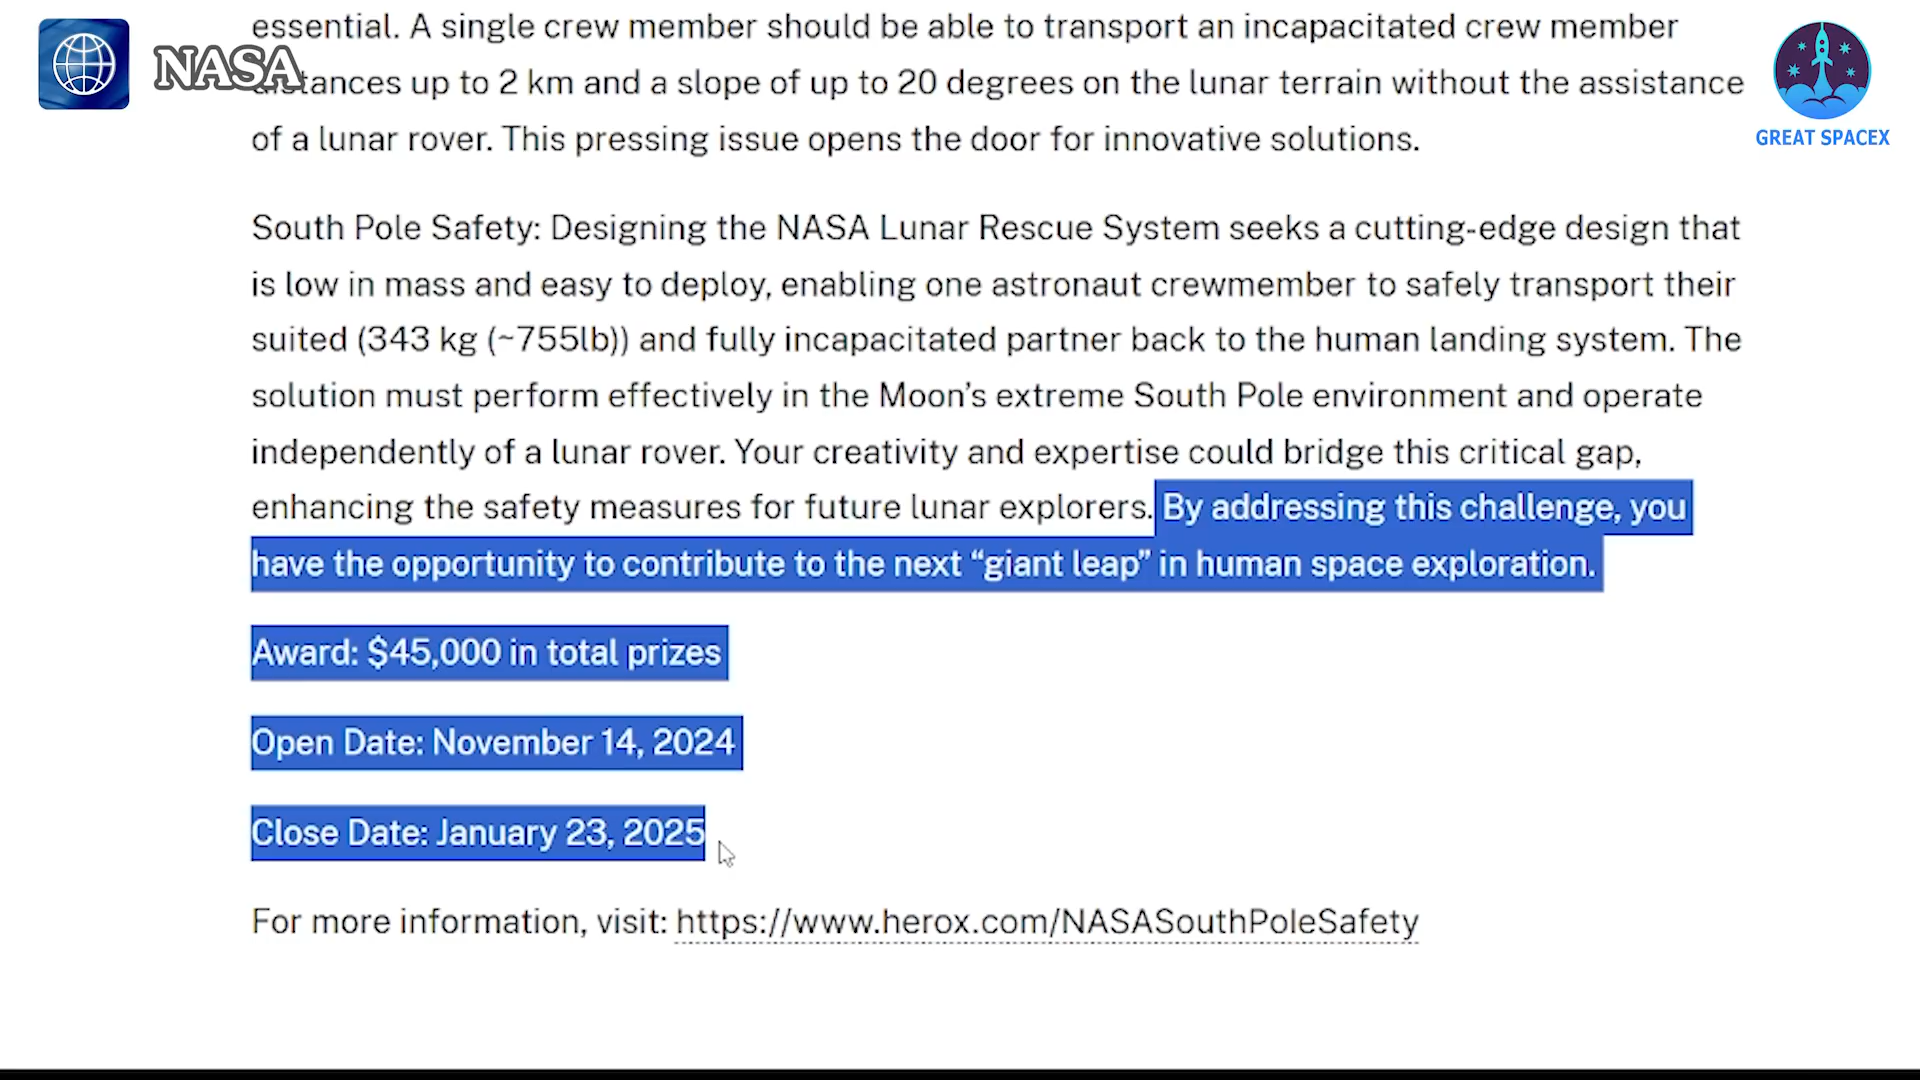 essential. A single crew member should be able to transport an incapacitated crew member
NASA
distances up to 2 km and a slope of up to 20 degrees on the lunar terrain without the assistance
of a lunar rover. This pressing issue opens the door for innovative solutions.
GREAT SPACEX
South Pole Safety: Designing the NASA Lunar Rescue System seeks a cutting-edge design that
is low in mass and easy to deploy, enabling one astronaut crewmember to safely transport their
suited (343 kg (~755lb)) and fully incapacitated partner back to the human landing system. The
solution must perform effectively in the Moon’s extreme South Pole environment and operate
independently of a lunar rover. Your creativity and expertise could bridge this critical gap,
enhancing the safety measures for future lunar explorers. By addressing this challenge, you
have the opportunity to contribute to the next “giant leap” in human space exploration.
Award: $45,000 in total prizes
Open Date: November 14, 2024
Close Date: January 23, 2025
For more information, visit: https://www.herox.com/NASASouthPoleSafety